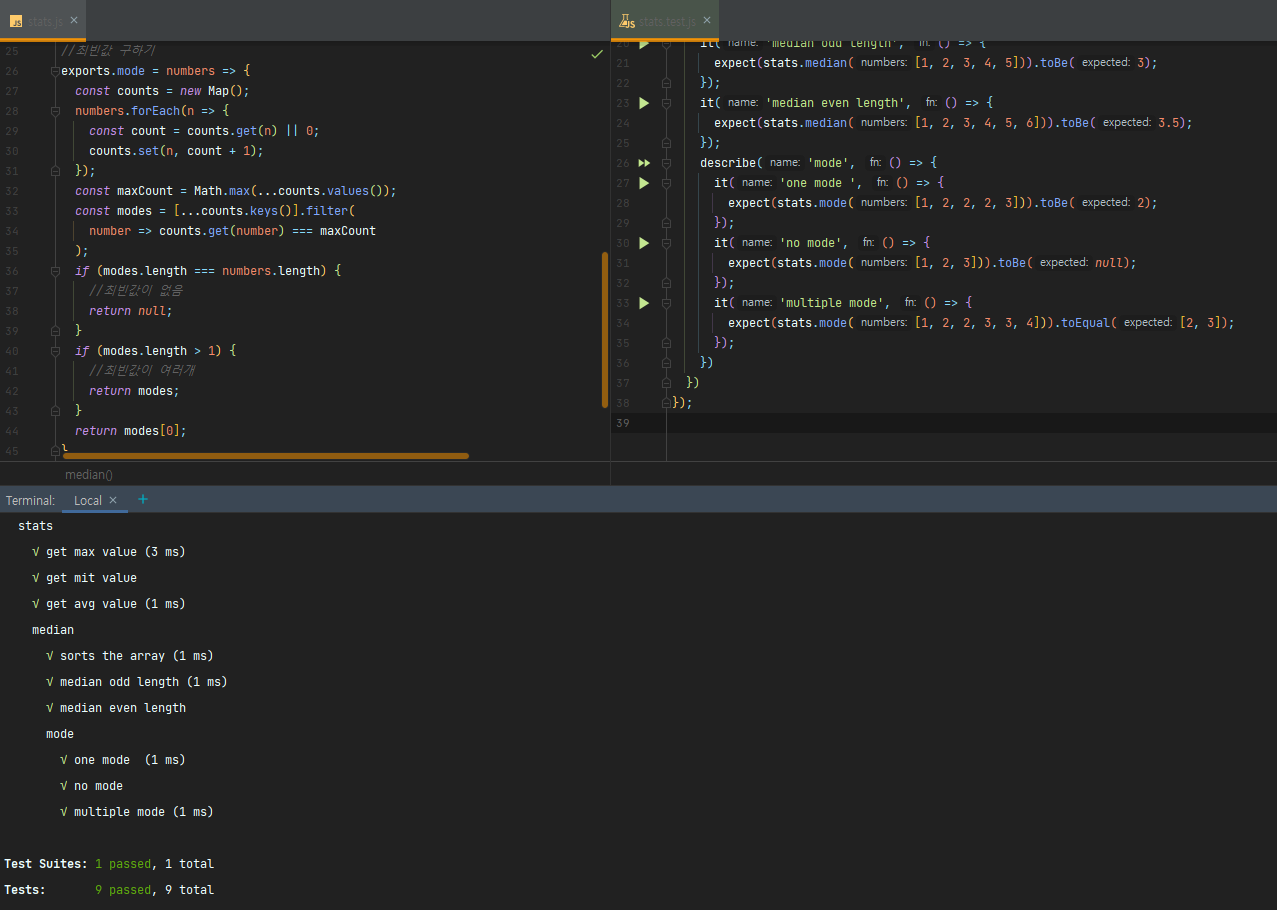 stats.js
25 //최빈값 구하기
26 exports.mode = numbers => {
27 const counts = new Map();
28 numbers.forEach(n => {
29 const count = counts.get(n) || 0;
30 counts.set(n, count + 1);
31 });
32 const maxCount = Math.max(...counts.values());
33 const modes = [...counts.keys()].filter(
34 number => counts.get(number) === maxCount
35 );
36 if (modes.length === numbers.length) {
37 //최빈값이 없음
38 return null;
39 }
40 if (modes.length > 1) {
41 //최빈값이 여러개
42 return modes;
43 }
44 return modes[0];
45 }
median()
stats.test.js
20 it( name: 'median odd length', fn: () => {
21 expect(stats.median( numbers: [1, 2, 3, 4, 5])).toBe( expected: 3);
22 });
23 it( name: 'median even length', fn: () => {
24 expect(stats.median( numbers: [1, 2, 3, 4, 5, 6])).toBe( expected: 3.5);
25 });
26 describe( name: 'mode', fn: () => {
27 it( name: 'one mode ', fn: () => {
28 expect(stats.mode( numbers: [1, 2, 2, 2, 3])).toBe( expected: 2);
29 });
30 it( name: 'no mode', fn: () => {
31 expect(stats.mode( numbers: [1, 2, 3])).toBe( expected: null);
32 });
33 it( name: 'multiple mode', fn: () => {
34 expect(stats.mode( numbers: [1, 2, 2, 3, 3, 4])).toEqual( expected: [2, 3]);
35 });
36 })
37 })
38 });
39
Terminal: Local
stats
√ get max value (3 ms)
√ get mit value
√ get avg value (1 ms)
median
√ sorts the array (1 ms)
√ median odd length (1 ms)
√ median even length
mode
√ one mode  (1 ms)
√ no mode
√ multiple mode (1 ms)
Test Suites: 1 passed, 1 total
Tests: 9 passed, 9 total